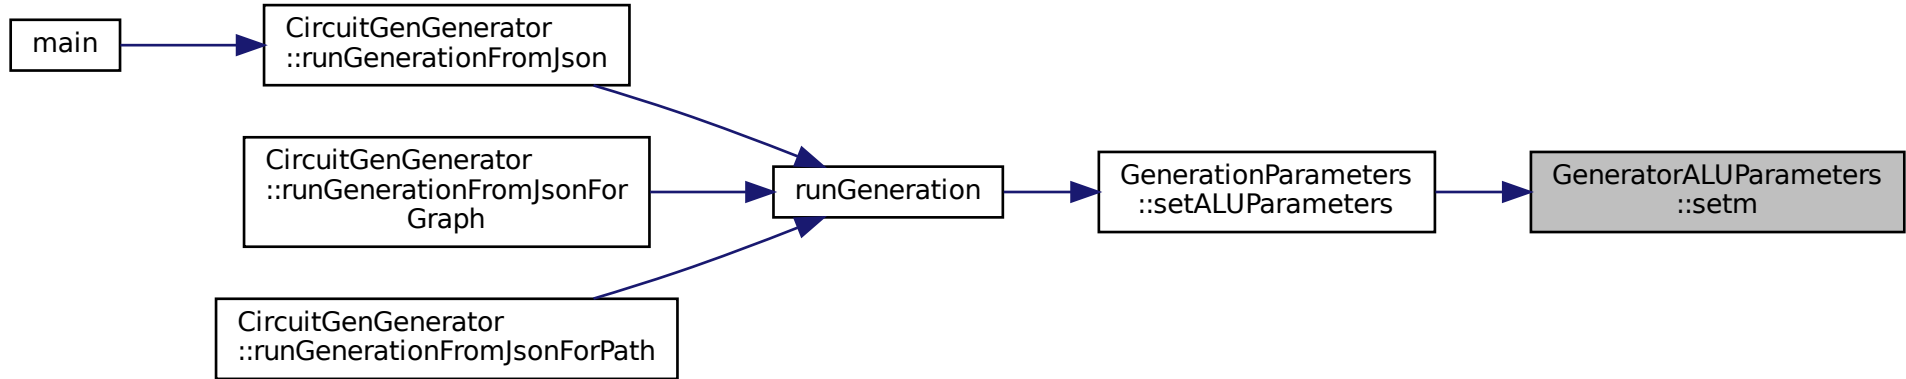 main
CircuitGenGenerator
::runGenerationFromJson
CircuitGenGenerator
::runGenerationFromJsonFor
Graph
CircuitGenGenerator
::runGenerationFromJsonForPath
runGeneration
GenerationParameters
::setALUParameters
GeneratorALUParameters
::setm